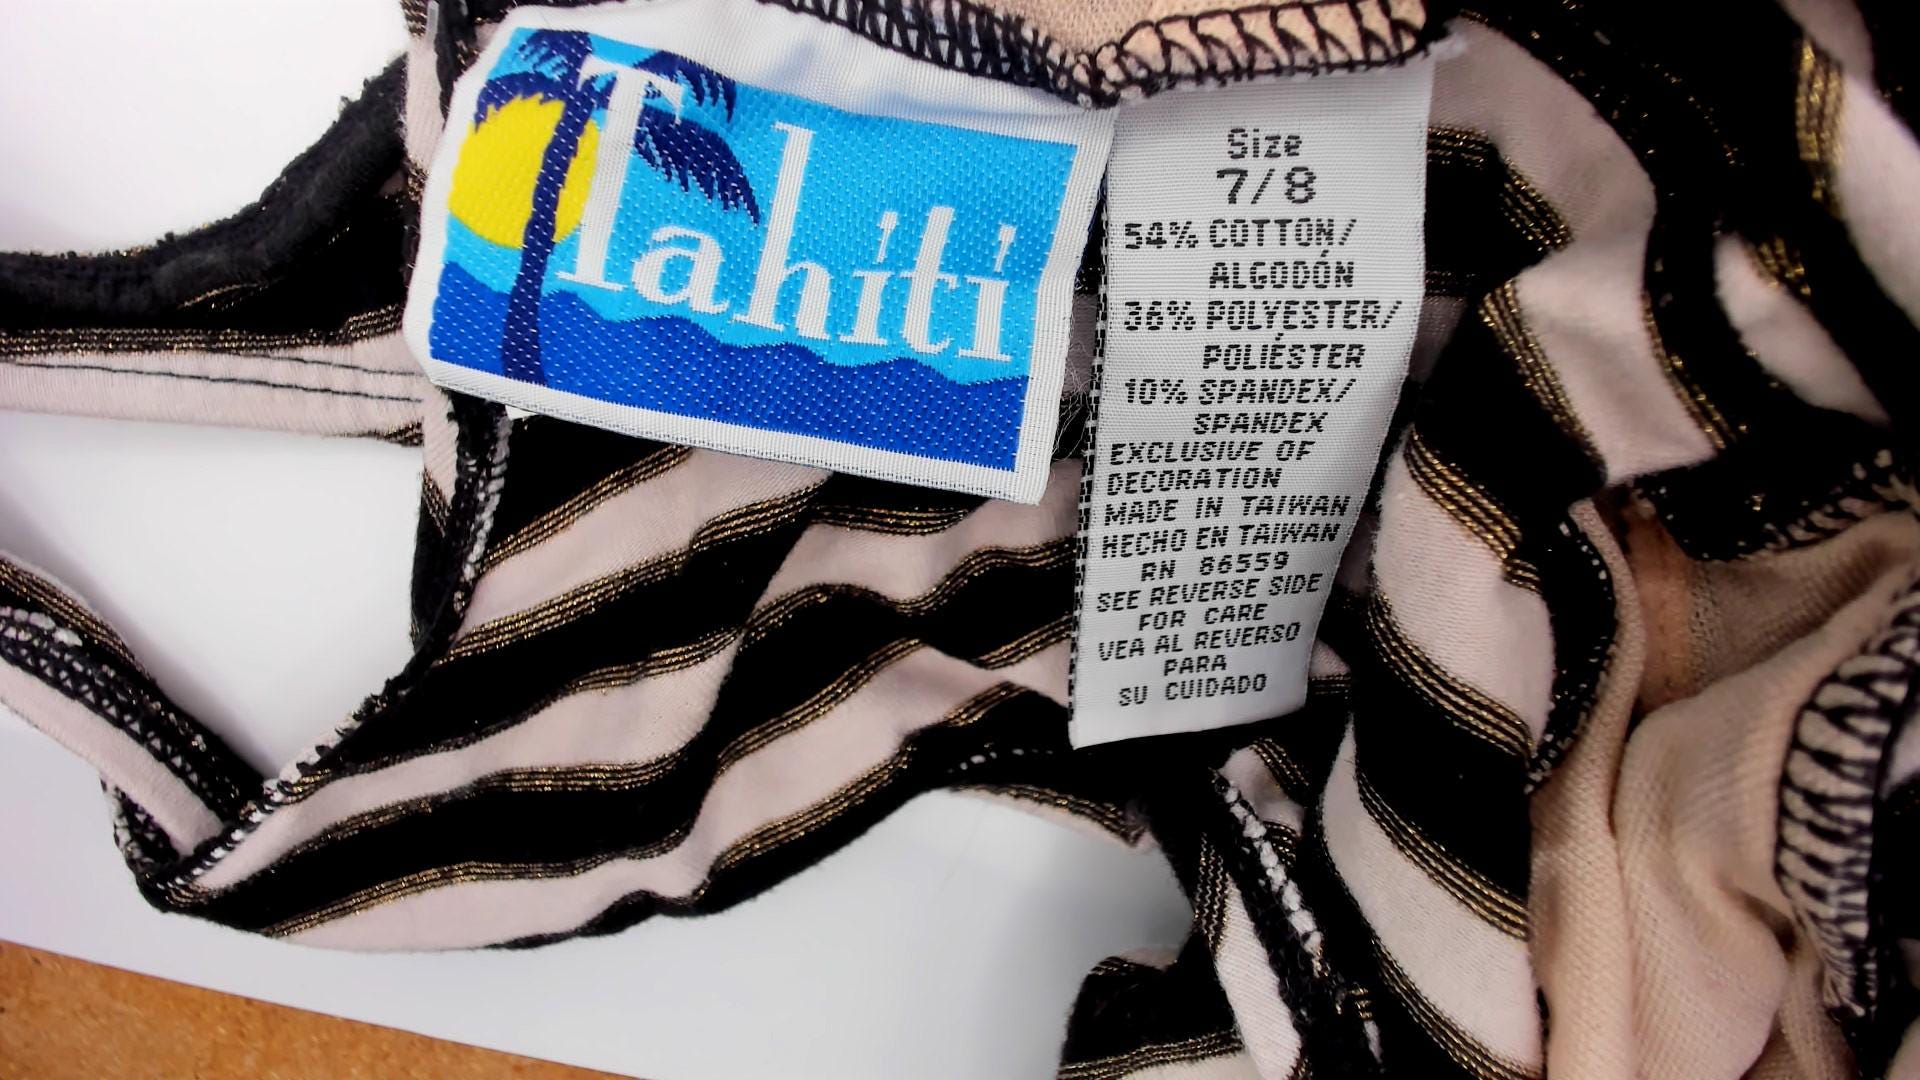 Tahiti
Size
7/8
54% COTTON/
ALGODÓN
36% POLYESTER/
POLIÉSTER
10% SPANDEX/
SPANDEX
EXCLUSIVE OF
DECORATION
MADE IN TAIWAN
HECHO EN TAIWAN
RN 86559
SEE REVERSE SIDE
FOR CARE
VEA AL REVERSO
PARA
SU CUIDADO